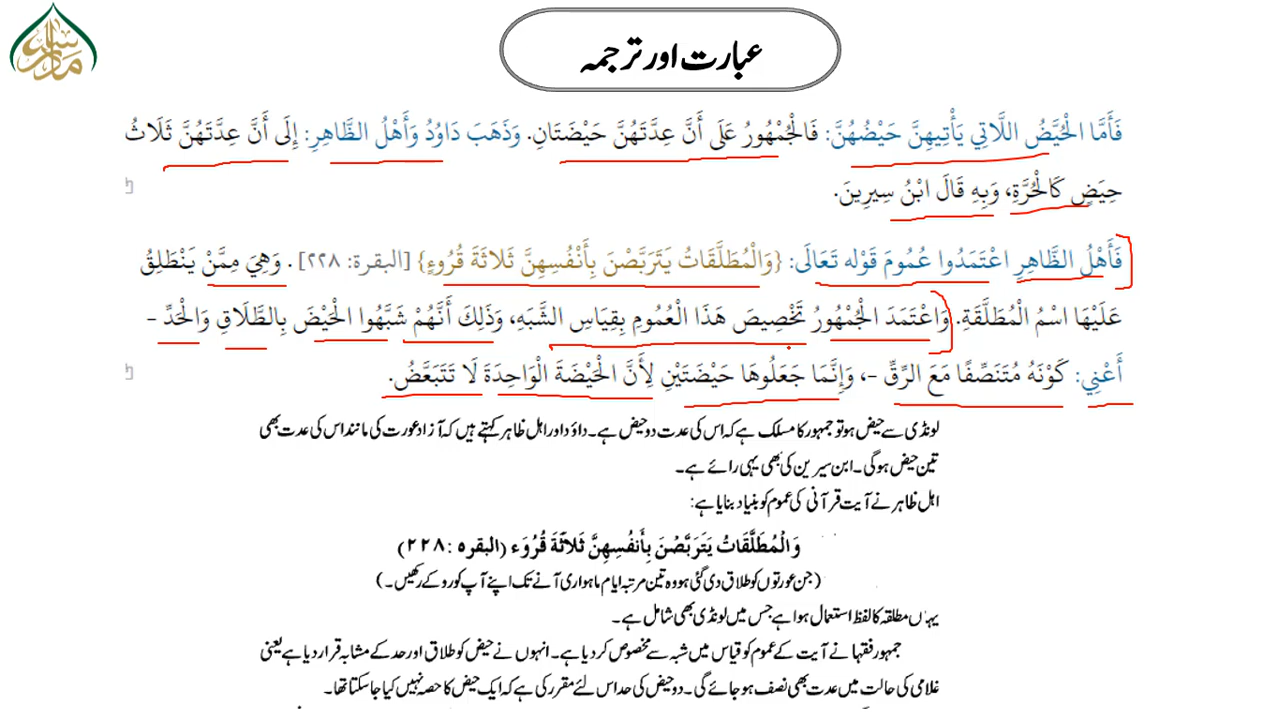 مدرسہ
عبارت اور ترجمہ
فَأَمَّا الْحُيَّضُ اللَّاتِي يَأْتِيهِنَّ حَيْضُهُنَّ: فَالْجُمْهُورُ عَلَى أَنَّ عِدَّتَهُنَّ حَيْضَتَانِ. وَذَهَبَ دَاوُدُ وَأَهْلُ الظَّاهِرِ: إِلَى أَنَّ عِدَّتَهُنَّ ثَلَاثُ
حِيَضٍ كَالْحُرَّةِ، وَبِهِ قَالَ ابْنُ سِيرِينَ.
فَأَهْلُ الظَّاهِرِ اعْتَمَدُوا عُمُومَ قَوْله تَعَالَى: {وَالْمُطَلَّقَاتُ يَتَرَبَّصْنَ بِأَنْفُسِهِنَّ ثَلَاثَةَ قُرُوءٍ} [البقرة: ٢٢٨]. وَهِيَ مِمَّنْ يَنْطَلِقُ
عَلَيْهَا اسْمُ الْمُطَلَّقَةِ. وَاعْتَمَدَ الْجُمْهُورُ تَخْصِيصَ هَذَا الْعُمُومِ بِقِيَاسِ الشَّبَهِ، وَذَلِكَ أَنَّهُمْ شَبَّهُوا الْحَيْضَ بِالطَّلَاقِ وَالْحَدِّ -
أَعْنِي: كَوْنَهُ مُتَنَصِّفًا مَعَ الرِّقِّ -، وَإِنَّمَا جَعَلُوهَا حَيْضَتَيْنِ لِأَنَّ الْحَيْضَةَ الْوَاحِدَةَ لَا تَتَبَعَّضُ.
لونڈی سے حیض ہو تو جمہور کا مسلک ہے کہ اس کی عدت دو حیض ہے۔ داؤد اور اہل ظاہر کہتے ہیں کہ آزاد عورت کی مانند اس کی عدت بھی
تین حیض ہوگی۔ ابن سیرین کی بھی یہی رائے ہے۔
اہل ظاہر نے آیت قرآنی کی عموم کو بنیاد بنایا ہے:
وَالْمُطَلَّقَاتُ يَتَرَبَّصْنَ بِأَنفُسِهِنَّ ثَلاثَةَ قُرُوَء (البقرہ: ۲۲۸)
(جن عورتوں کو طلاق دی گئی ہو وہ تین مرتبہ ایام ماہواری آنے تک اپنے آپ کو روکے رکھیں۔)
یہاں مطلقہ کا لفظ استعمال ہوا ہے جس میں لونڈی بھی شامل ہے۔
جمہور فقہا نے آیت کے عموم کو قیاس میں شبہ سے مخصوص کر دیا ہے۔ انہوں نے حیض کو طلاق اور حد کے مشابہ قرار دیا ہے یعنی
غلامی کی حالت میں عدت بھی نصف ہو جائے گی۔ دو حیض کی حد اس لئے مقرر کی ہے کہ ایک حیض کا حصہ نہیں کیا جا سکتا تھا۔